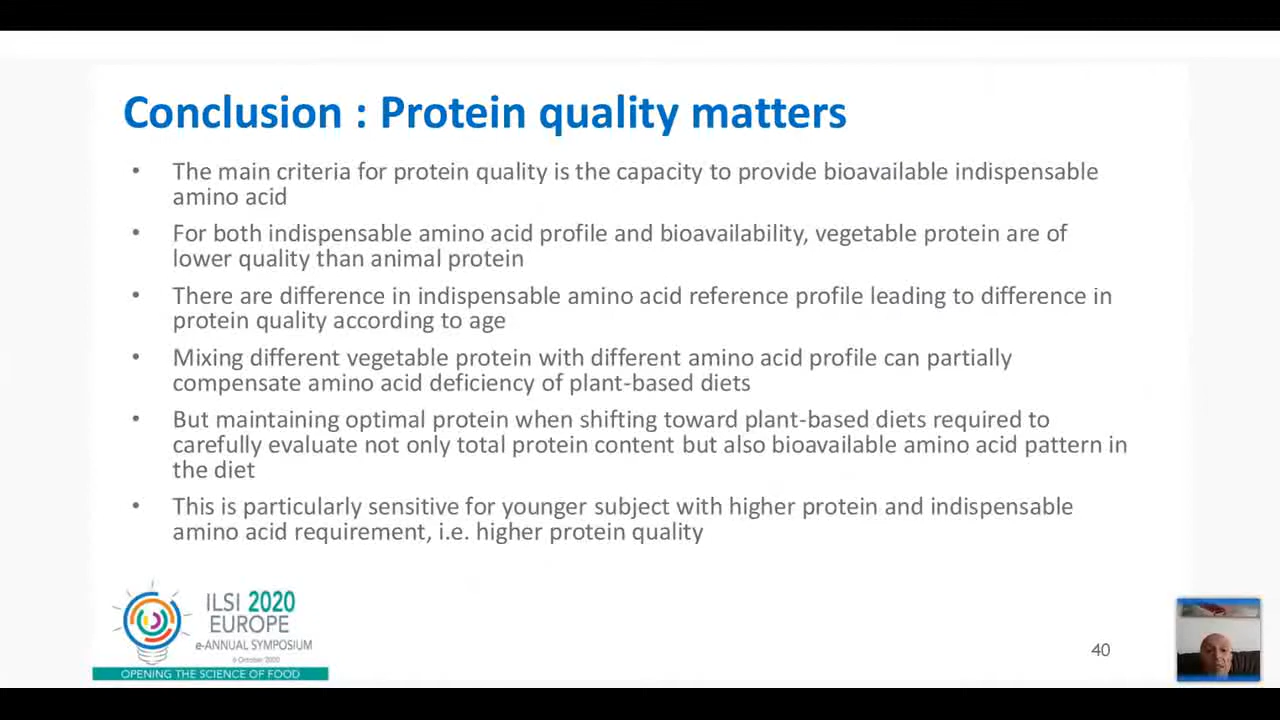 Conclusion : Protein quality matters
• The main criteria for protein quality is the capacity to provide bioavailable indispensable
amino acid
• For both indispensable amino acid profile and bioavailability, vegetable protein are of
lower quality than animal protein
• There are difference in indispensable amino acid reference profile leading to difference in
protein quality according to age
• Mixing different vegetable protein with different amino acid profile can partially
compensate amino acid deficiency of plant-based diets
• But maintaining optimal protein when shifting toward plant-based diets required to
carefully evaluate not only total protein content but also bioavailable amino acid pattern in
the diet
• This is particularly sensitive for younger subject with higher protein and indispensable
amino acid requirement, i.e. higher protein quality
ILSI 2020
EUROPE
e-ANNUAL SYMPOSIUM
6 October 2020
OPENING THE SCIENCE OF FOOD
40